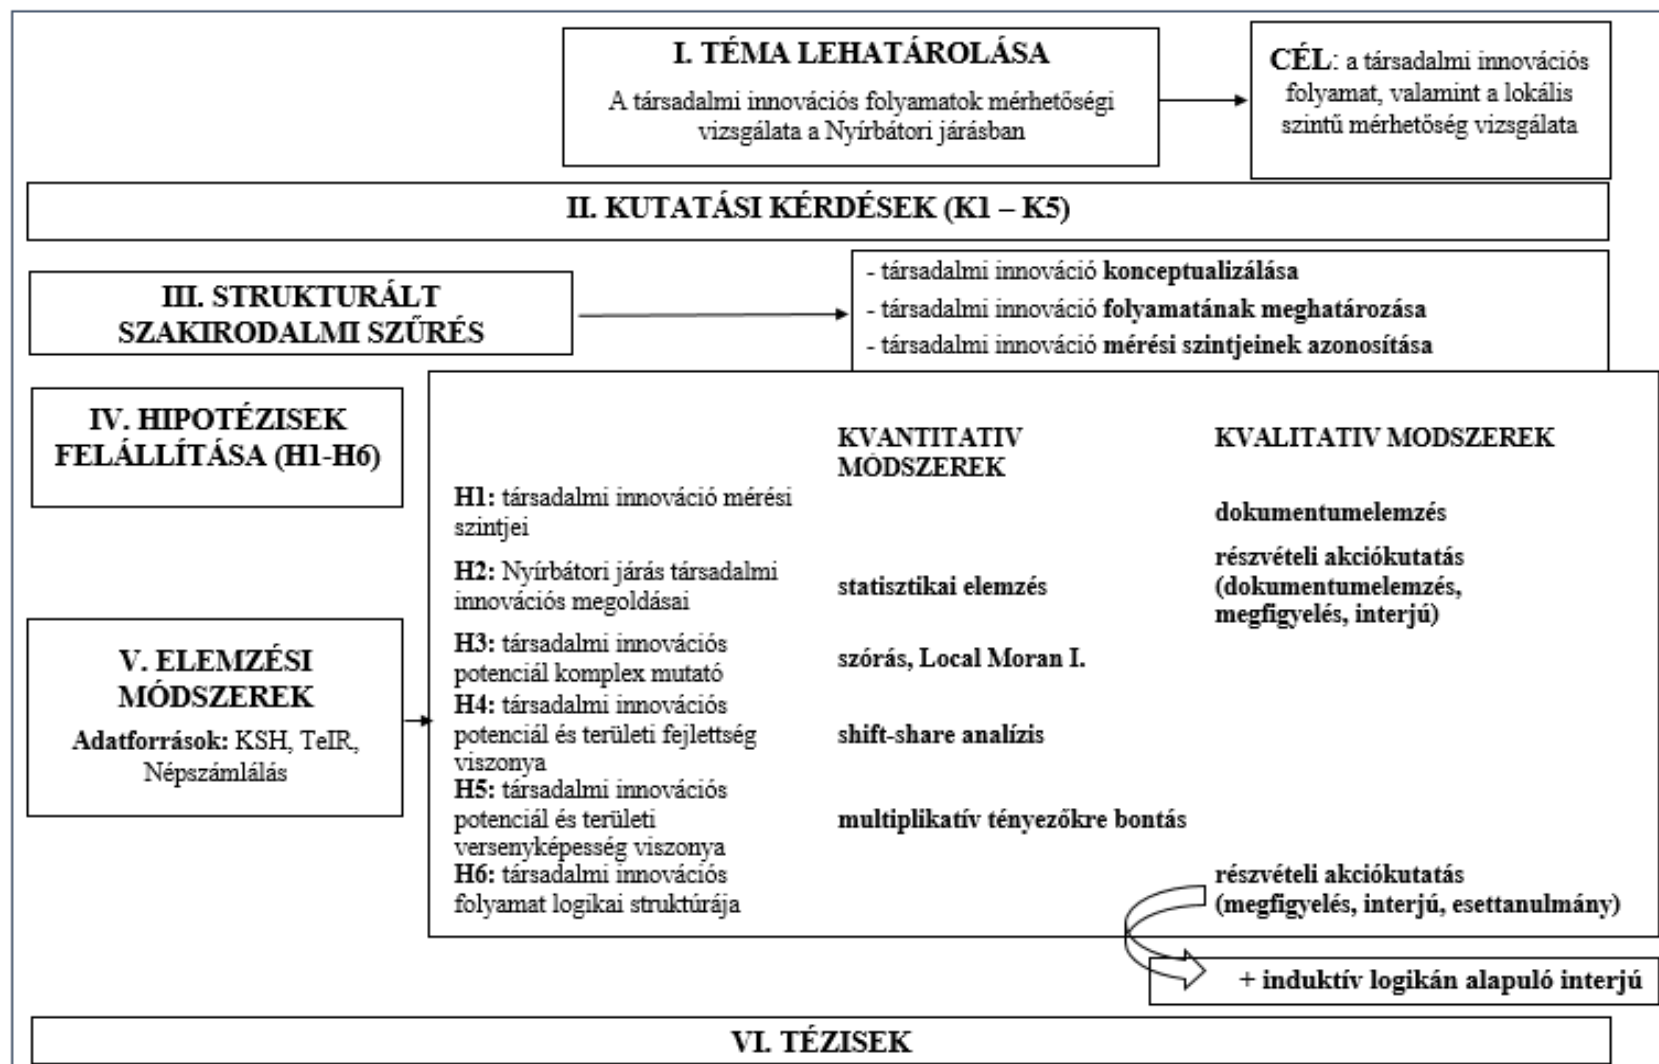 I. TÉMA LEHATÁROLÁSA
A társadalmi innovációs folyamatok mérhetőségi
vizsgálata a Nyírbátori járásban
CÉL: a társadalmi innovációs
folyamat, valamint a lokális
szintű mérhetőség vizsgálata
II. KUTATÁSI KÉRDÉSEK (K1 – K5)
III. STRUKTURÁLT
SZAKIRODALMI SZŰRÉS
- társadalmi innováció konceptualizálása
- társadalmi innováció folyamatának meghatározása
- társadalmi innováció mérési szintjeinek azonosítása
IV. HIPOTÉZISEK
FELÁLLÍTÁSA (H1-H6)
V. ELEMZÉSI
MÓDSZEREK
Adatforrások: KSH, TeIR,
Népszámlálás
KVANTITATIV
MÓDSZEREK
KVALITATIV MODSZEREK
H1: társadalmi innováció mérési
szintjei
dokumentumelemzés
H2: Nyírbátori járás társadalmi
innovációs megoldásai
statisztikai elemzés
részvételi akciókutatás
(dokumentumelemzés,
megfigyelés, interjú)
H3: társadalmi innovációs
potenciál komplex mutató
szórás, Local Moran I.
H4: társadalmi innovációs
potenciál és területi fejlettség
viszonya
shift-share analízis
H5: társadalmi innovációs
potenciál és területi
versenyképesség viszonya
multiplikatív tényezőkre bontás
H6: társadalmi innovációs
folyamat logikai struktúrája
részvételi akciókutatás
(megfigyelés, interjú, esettanulmány)
+ induktív logikán alapuló interjú
VI. TÉZISEK